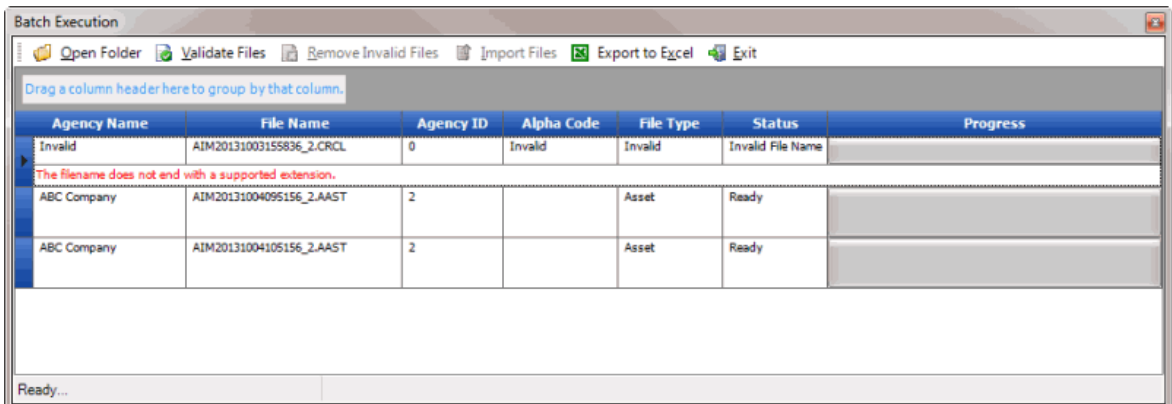 Batch Execution
Open Folder Validate Files Remove Invalid Files Import Files Export to Excel Exit
Drag a column header here to group by that column.
Agency Name File Name Agency ID Alpha Code File Type Status Progress
Invalid AIM20131003155836_2.CRCL 0 Invalid Invalid Invalid File Name
The filename does not end with a supported extension.
ABC Company AIM20131004095156_2.AAST 2 Asset Ready
ABC Company AIM20131004105156_2.AAST 2 Asset Ready
Ready...